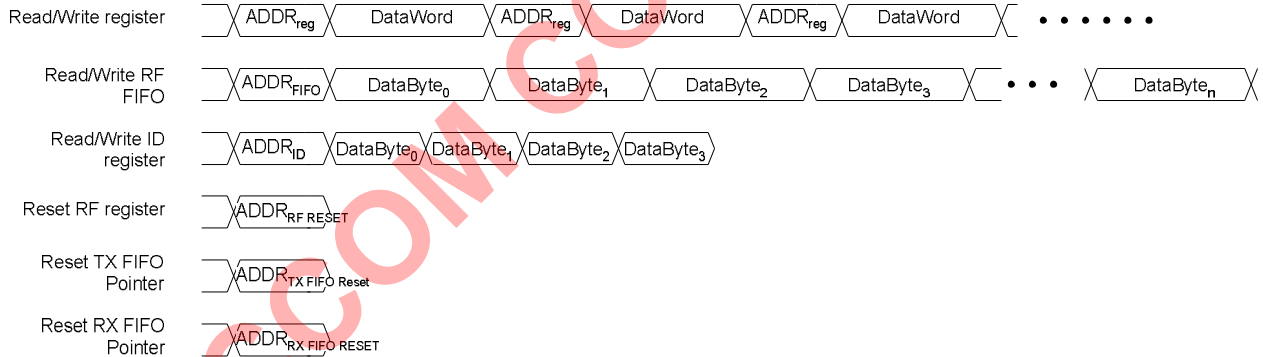 Read/Write register ADDRreg DataWord ADDRreg DataWord ADDRreg DataWord ••••••
Read/Write RF
FIFO ADDRFIFO DataByte0 DataByte1 DataByte2 DataByte3 ••• DataByten
Read/Write ID
register ADDRID DataByte0 DataByte1 DataByte2 DataByte3
Reset RF register ADDRRF RESET
Reset TX FIFO
Pointer ADDRTX FIFO Reset
Reset RX FIFO
Pointer ADDRRX FIFO RESET
CCOM CO